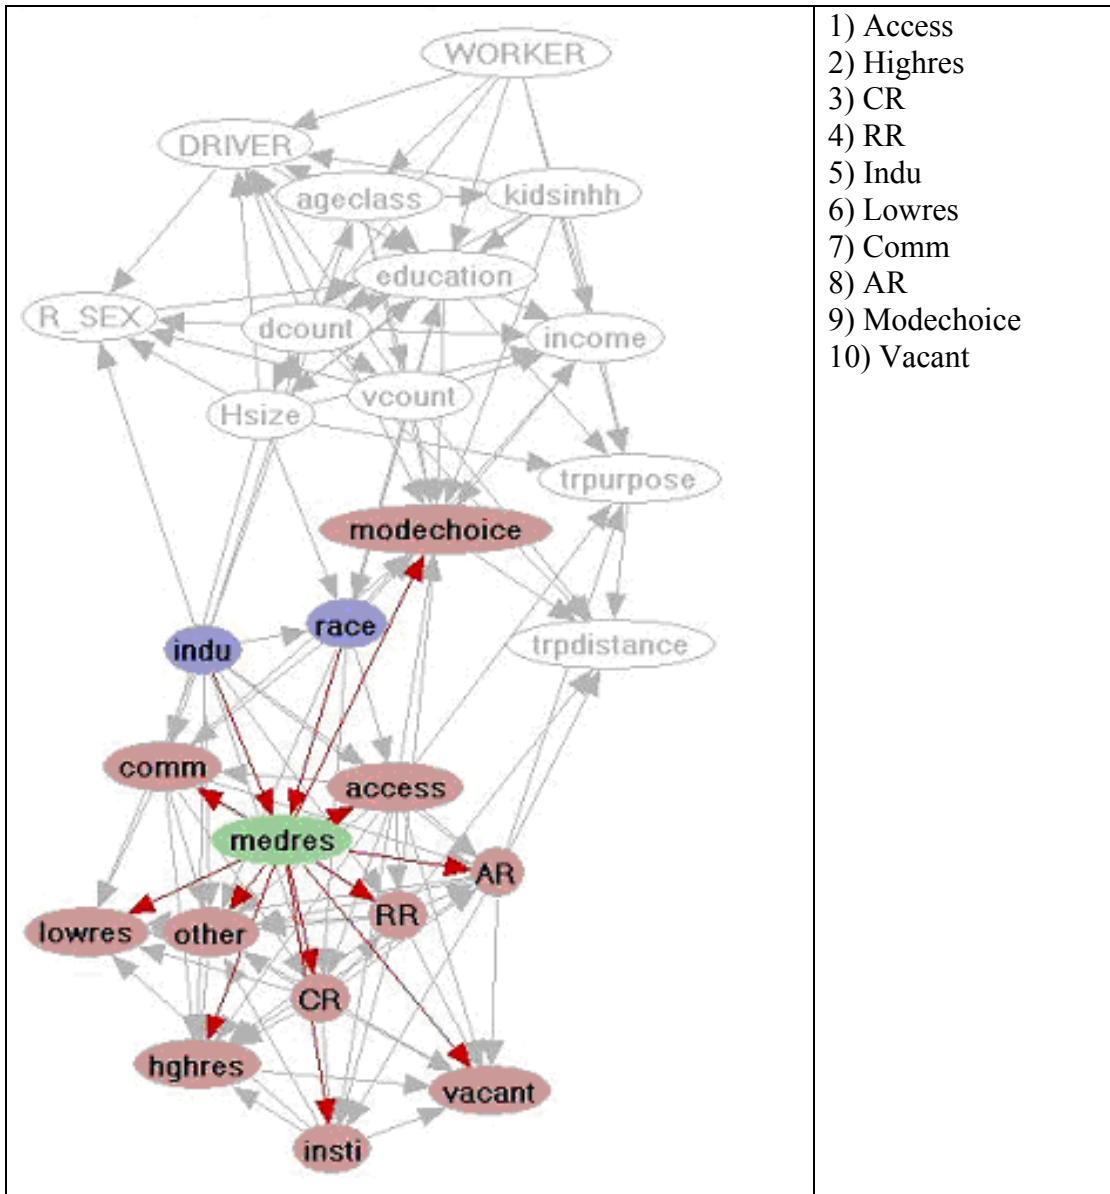 WORKER
DRIVER
ageclass
kidsinhh
education
R_SEX
dcount
income
vcount
Hsize
trpurpose
modechoice
race
indu
trpdistance
comm
access
medres
AR
RR
lowres
other
CR
hghres
vacant
insti
1) Access
2) Highres
3) CR
4) RR
5) Indu
6) Lowres
7) Comm
8) AR
9) Modechoice
10) Vacant